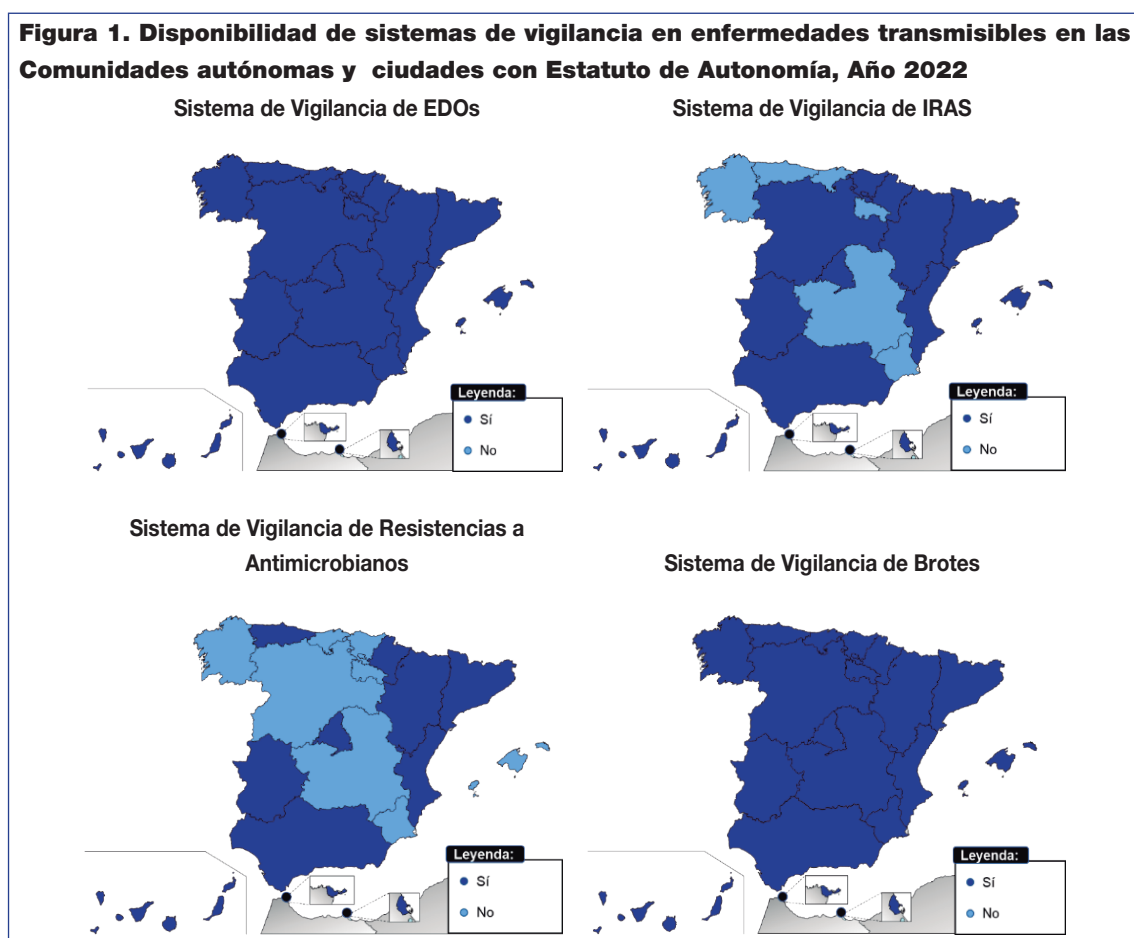 Figura 1. Disponibilidad de sistemas de vigilancia en enfermedades transmisibles en las
Comunidades autónomas y ciudades con Estatuto de Autonomía, Año 2022
Sistema de Vigilancia de EDOs
Leyenda:
Sí
No
Sistema de Vigilancia de IRAS
Leyenda:
Sí
No
Sistema de Vigilancia de Resistencias a
Antimicrobianos
Leyenda:
Sí
No
Sistema de Vigilancia de Brotes
Leyenda:
Sí
No